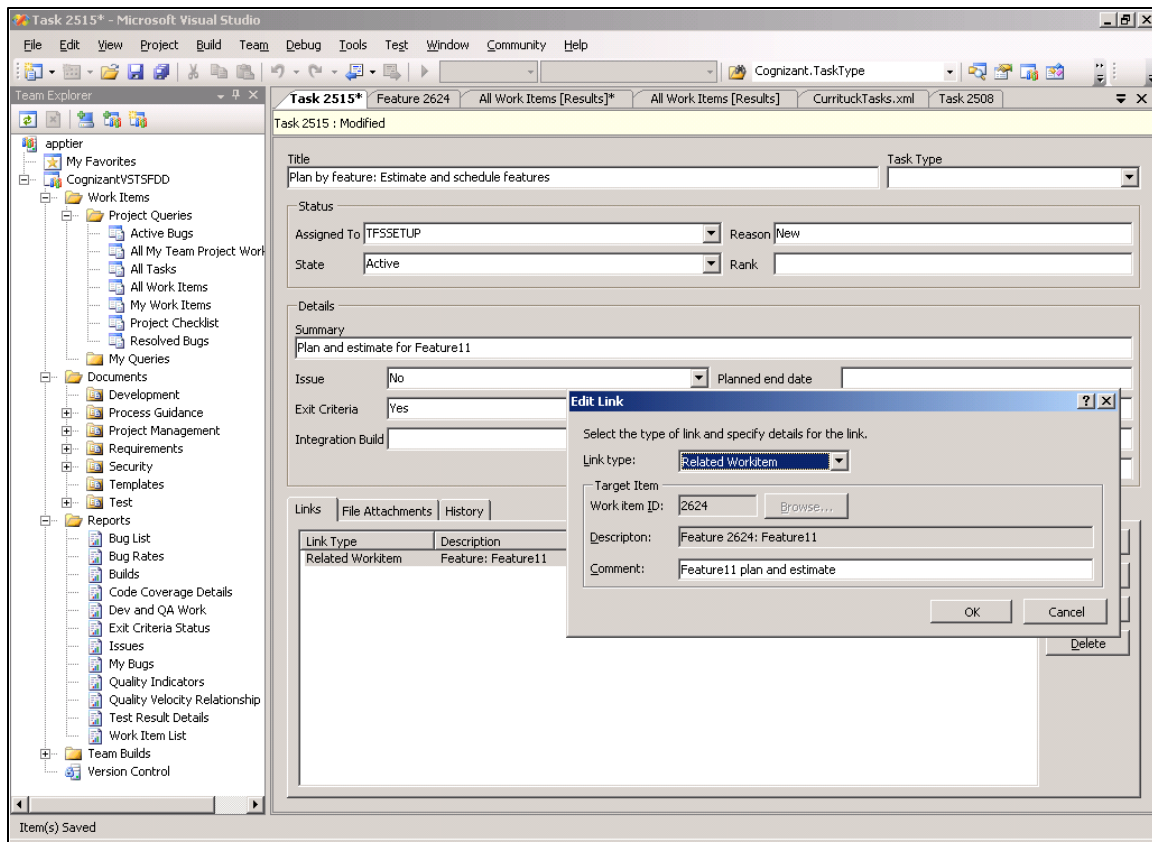 Task 2515* - Microsoft Visual Studio
File Edit View Project Build Team Debug Tools Test Window Community Help
Cognizant.TaskType
Team Explorer
Task 2515* Feature 2624 All Work Items [Results]* All Work Items [Results] CurrituckTasks.xml Task 2508
Task 2515 : Modified
apptier
My Favorites
CognizantVSTSFDD
Work Items
Project Queries
Active Bugs
All My Team Project Work
All Tasks
All Work Items
My Work Items
Project Checklist
Resolved Bugs
My Queries
Documents
Development
Process Guidance
Project Management
Requirements
Security
Templates
Test
Reports
Bug List
Bug Rates
Builds
Code Coverage Details
Dev and QA Work
Exit Criteria Status
Issues
My Bugs
Quality Indicators
Quality Velocity Relationship
Test Result Details
Work Item List
Team Builds
Version Control
Title Task Type
Plan by feature: Estimate and schedule features
Status
Assigned To TFSSETUP Reason New
State Active Rank
Details
Summary
Plan and estimate for Feature11
Issue No Planned end date
Exit Criteria Yes
Integration Build
Links File Attachments History
Link Type Description
Related Workitem Feature: Feature11
Delete
Edit Link
Select the type of link and specify details for the link.
Link type: Related Workitem
Target Item
Work item ID: 2624 Browse...
Descripton: Feature 2624: Feature11
Comment: Feature11 plan and estimate
OK Cancel
Item(s) Saved